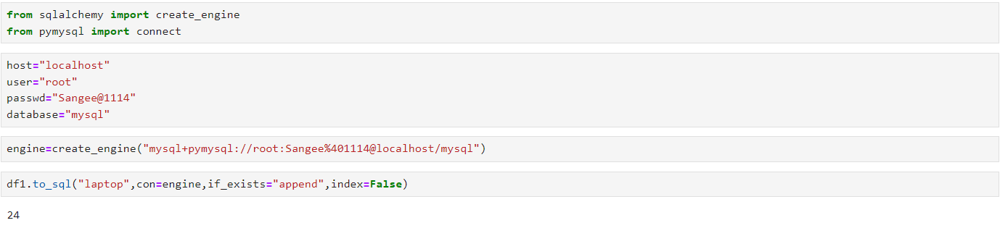 from sqlalchemy import create_engine
from pymysql import connect
host="localhost"
user="root"
passwd="Sangee@1114"
database="mysql"
engine=create_engine("mysql+pymysql://root:Sangee%401114@localhost/mysql")
df1.to_sql("laptop",con=engine,if_exists="append",index=False)
24